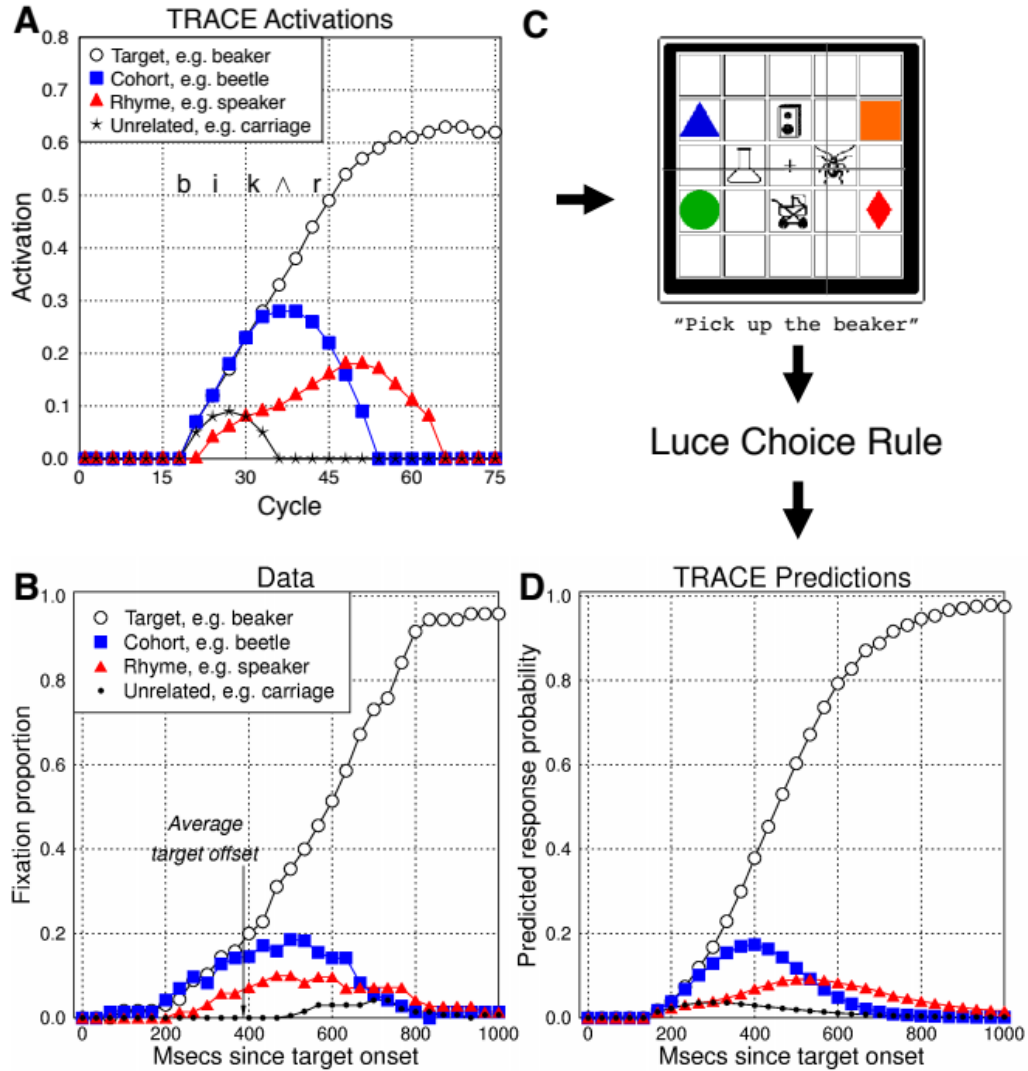 A
TRACE Activations
0.8
0.7
0.6
0.5
0.4
0.3
0.2
0.1
0.0
Activation
Target, e.g. beaker
Cohort, e.g. beetle
Rhyme, e.g. speaker
Unrelated, e.g. carriage
b i k ʌ r
0 15 30 45 60 75
Cycle
C
+
“Pick up the beaker”
Luce Choice Rule
B
Data
1.0
0.8
0.6
0.4
0.2
0.0
Fixation proportion
Target, e.g. beaker
Cohort, e.g. beetle
Rhyme, e.g. speaker
Unrelated, e.g. carriage
Average
target offset
0 200 400 600 800 1000
Msecs since target onset
D
TRACE Predictions
1.0
0.8
0.6
0.4
0.2
0.0
Predicted response probability
0 200 400 600 800 1000
Msecs since target onset